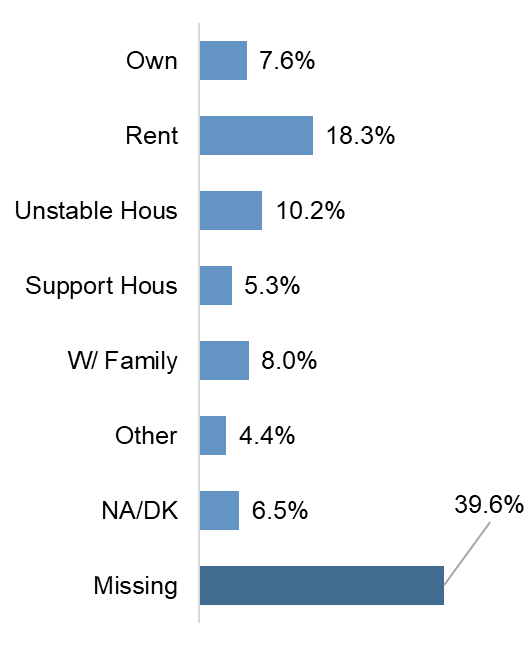 Own 7.6%
Rent 18.3%
Unstable Hous 10.2%
Support Hous 5.3%
W/ Family 8.0%
Other 4.4%
NA/DK 6.5%
39.6%
Missing